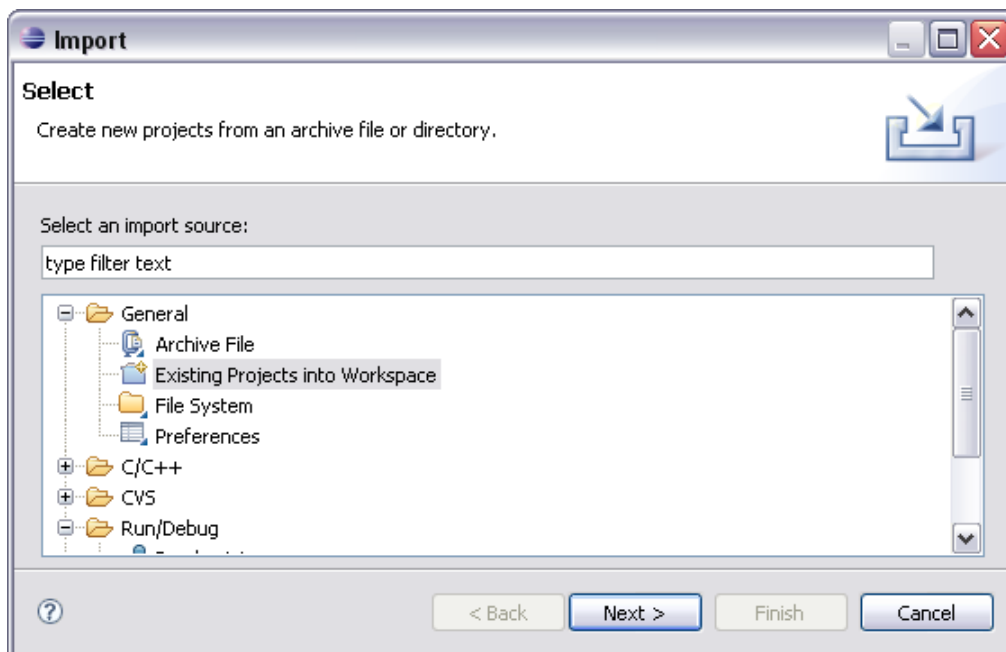 Import
Select
Create new projects from an archive file or directory.
Select an import source:
type filter text
General
Archive File
Existing Projects into Workspace
File System
Preferences
C/C++
CVS
Run/Debug
?
< Back Next > Finish Cancel